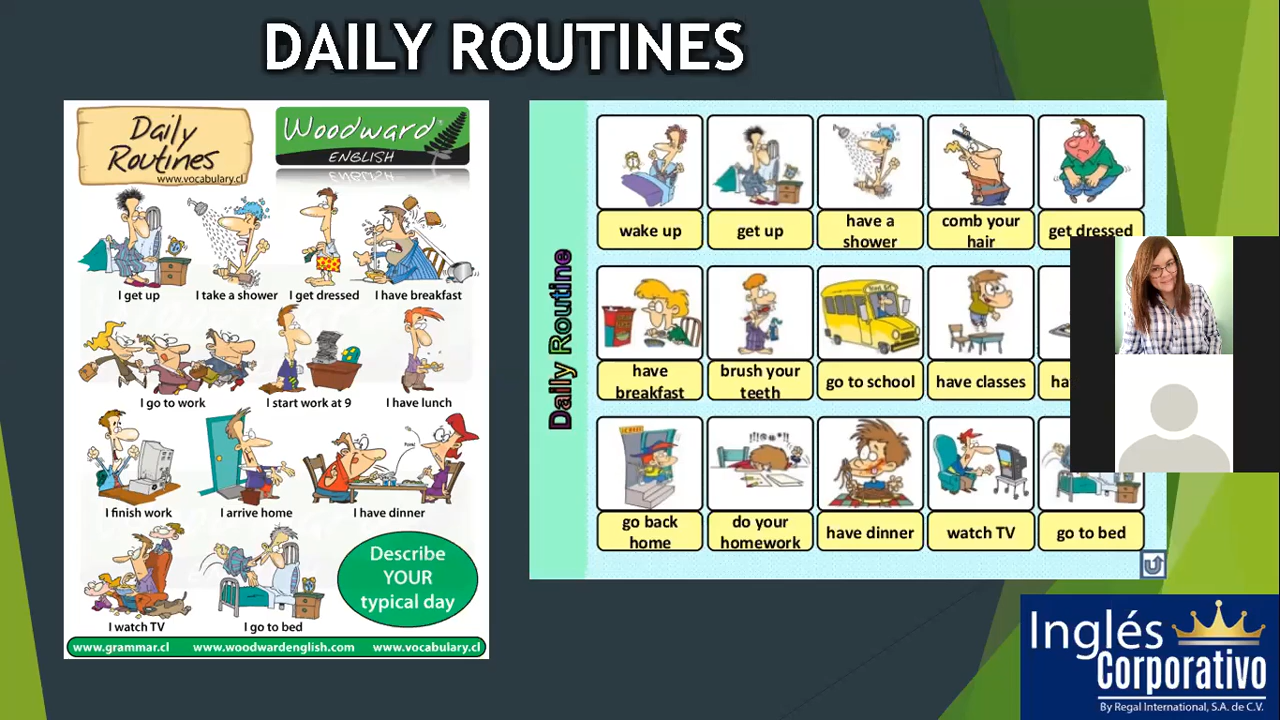 DAILY ROUTINES
Daily
Routines
www.vocabulary.cl
Woodward®
ENGLISH
I get up
I take a shower
I get dressed
I have breakfast
I go to work
I start work at 9
I have lunch
I finish work
I arrive home
I have dinner
I watch TV
I go to bed
Describe
YOUR
typical day
www.grammar.cl
www.woodwardenglish.com
www.vocabulary.cl
Daily Routine
wake up
get up
have a
shower
comb your
hair
get dressed
have
breakfast
brush your
teeth
go to school
have classes
go back
home
do your
homework
have dinner
watch TV
go to bed
Inglés
Corporativo
By Regal International, S.A. de C.V.